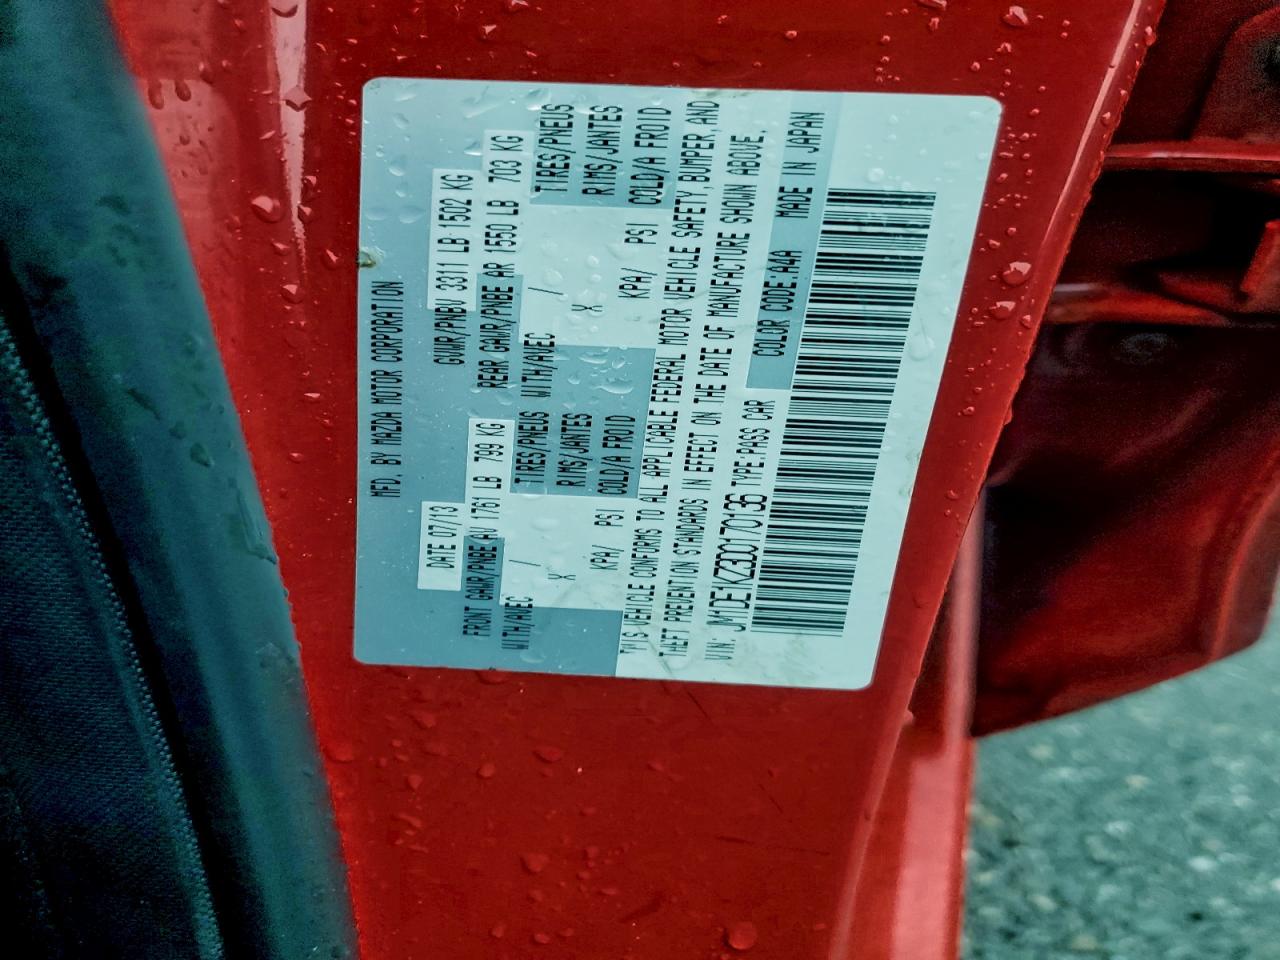 MFD. BY MAZDA MOTOR CORPORATION
DATE 07/13 GVWR/PNBV 3311 LB 1502 KG
FRONT GAWR/PNBE AV 1761 LB 799 KG REAR GAWR/PNBE AR 1550 LB 703 KG
WITH/AVEC TIRES/PNEUS WITH/AVEC TIRES/PNEUS
/ RIMS/JANTES / RIMS/JANTES
X COLD/A FROID X COLD/A FROID
KPA/ PSI KPA/ PSI
THIS VEHICLE CONFORMS TO ALL APPLICABLE FEDERAL MOTOR VEHICLE SAFETY, BUMPER, AND
THEFT PREVENTION STANDARDS IN EFFECT ON THE DATE OF MANUFACTURE SHOWN ABOVE.
VIN: JM1DE1KZ3D0170136 TYPE:PASS CAR COLOR CODE:A4A MADE IN JAPAN